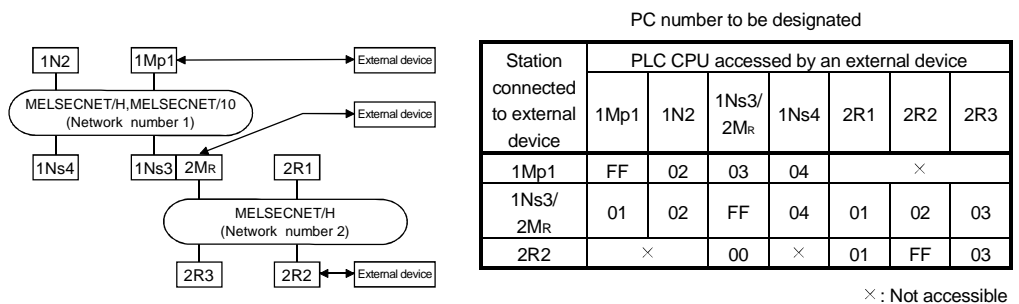 PC number to be designated
1N2
1Mp1
External device
MELSECNET/H,MELSECNET/10
(Network number 1)
External device
1Ns4
1Ns3
2MR
2R1
MELSECNET/H
(Network number 2)
2R3
2R2
External device
Station connected to external device
PLC CPU accessed by an external device
1Mp1 1N2 1Ns3/2MR 1Ns4 2R1 2R2 2R3
1Mp1 FF 02 03 04 ×
1Ns3/2MR 01 02 FF 04 01 02 03
2R2 × 00 × 01 FF 03
× : Not accessible